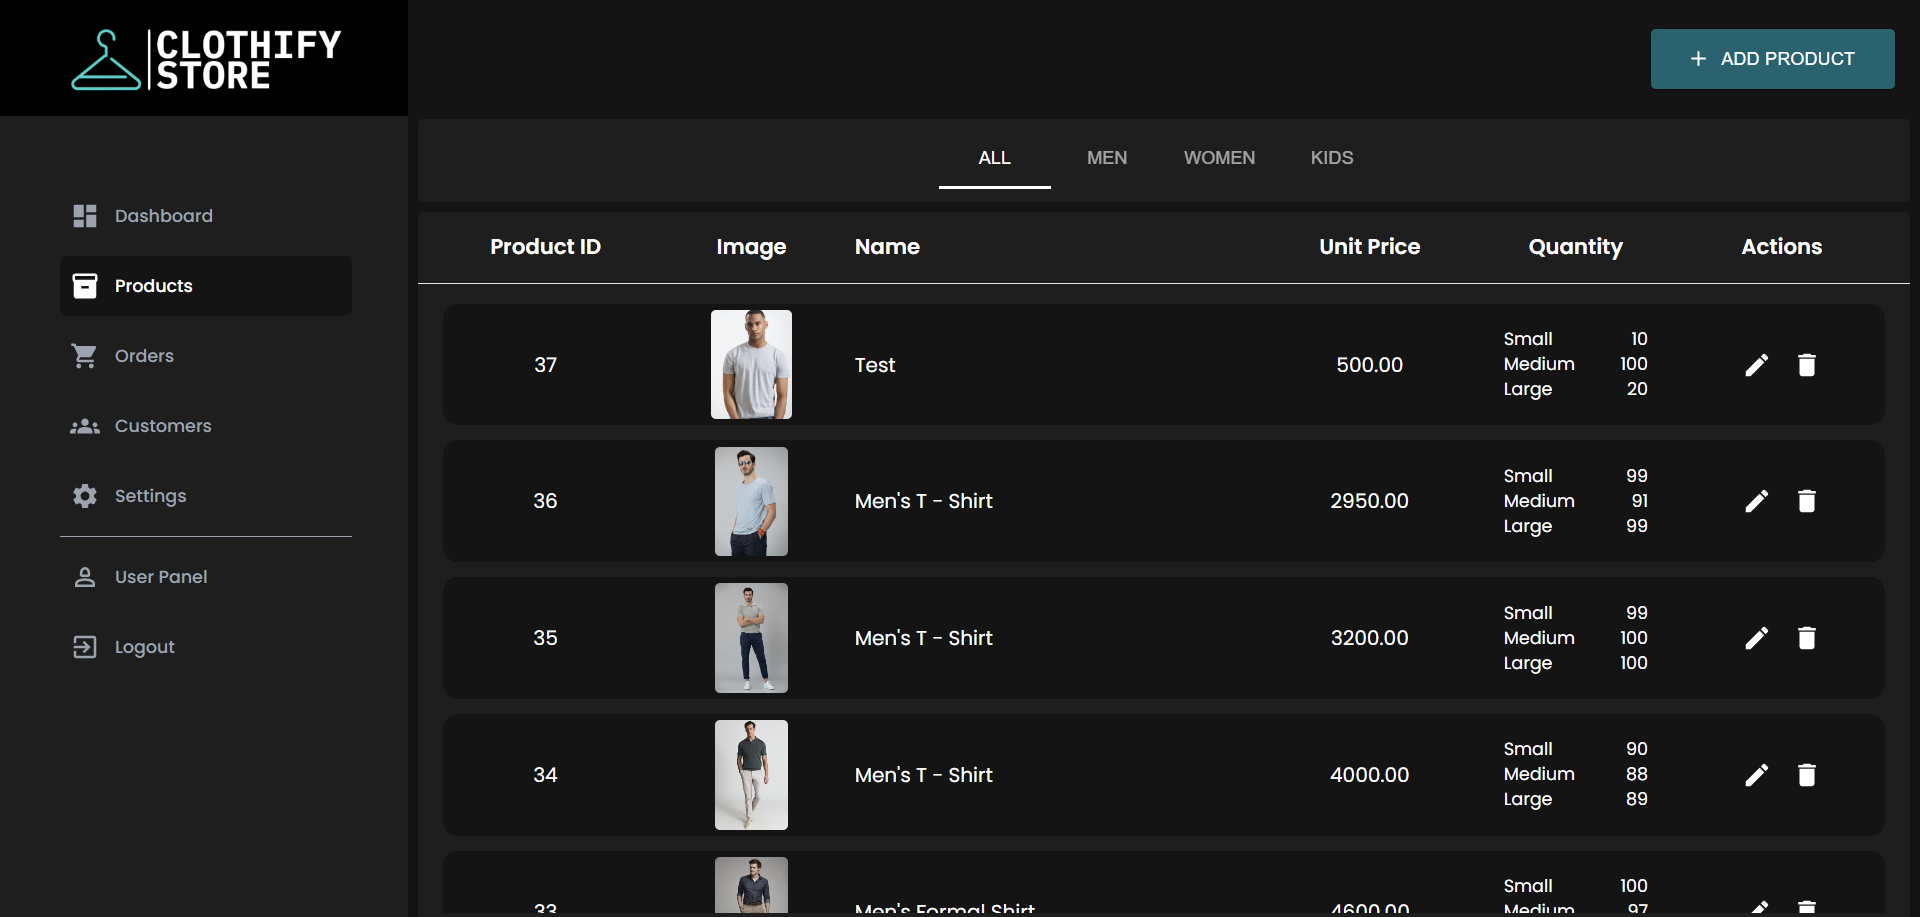 CLOTHIFY
STORE
ADD PRODUCT
ALL MEN WOMEN KIDS
Dashboard
Products
Orders
Customers
Settings
User Panel
Logout
Product ID Image Name Unit Price Quantity Actions
37 Test 500.00
Small 10
Medium 100
Large 20
36 Men's T - Shirt 2950.00
Small 99
Medium 91
Large 99
35 Men's T - Shirt 3200.00
Small 99
Medium 100
Large 100
34 Men's T - Shirt 4000.00
Small 90
Medium 88
Large 89
33 Men's Formal Shirt 4600.00
Small 100
Medium 97